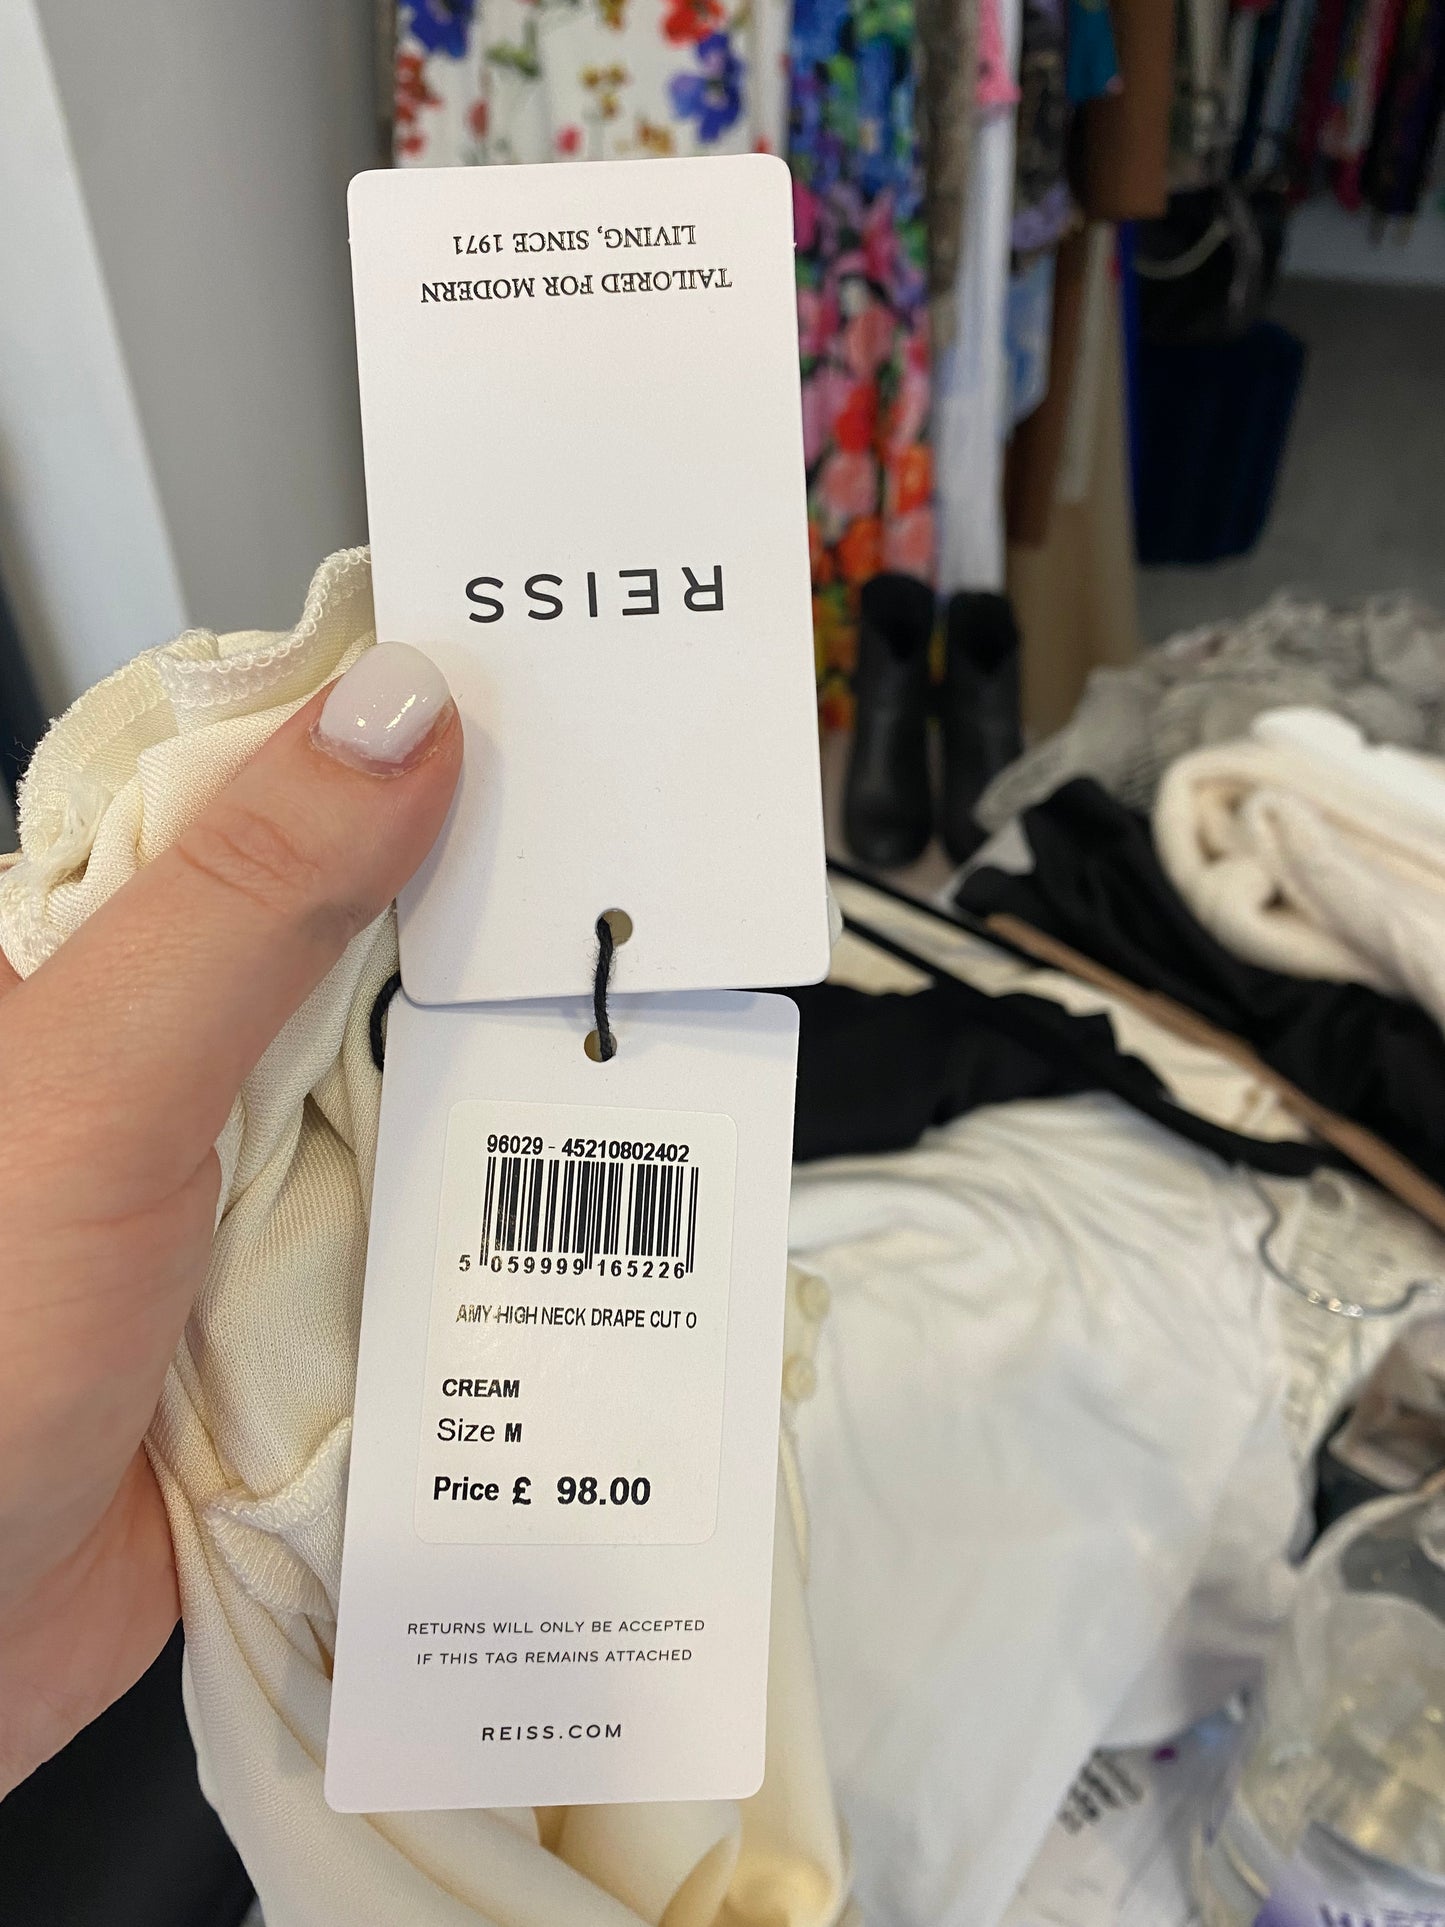 TAILORED FOR MODERN
LIVING, SINCE 1971
REISS
96029 - 45210802402
5 059999 165226
AMY-HIGH NECK DRAPE CUT O
CREAM
Size M
Price £ 98.00
RETURNS WILL ONLY BE ACCEPTED
IF THIS TAG REMAINS ATTACHED
REISS.COM